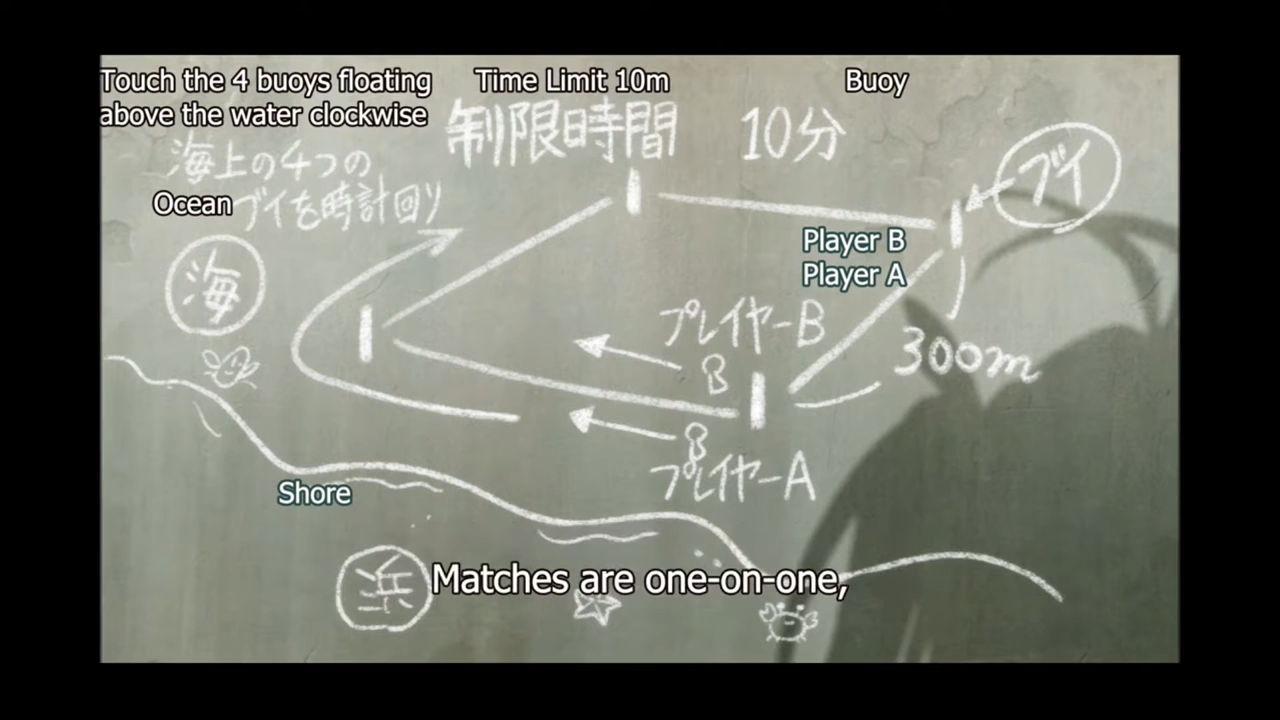 Touch the 4 buoys floating
above the water clockwise
Time Limit 10m
Buoy
制限時間 10分
海上の4つの
ブイを時計回り
ブイ
Ocean
海
Player B
Player A
プレイヤーB
300m
プレイヤーA
Shore
浜
Matches are one-on-one,